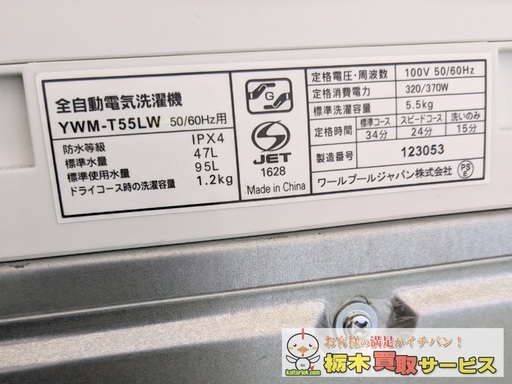 全自動電気洗濯機
YWM-T55LW 50/60Hz用
防水等級 IPX4
標準水量 47L
標準使用水量 95L
ドライコース時の洗濯容量 1.2kg
G
S
JET
1628
Made in China
定格電圧・周波数 100V 50/60Hz
定格消費電力 320/370W
標準洗濯・脱水容量 5.5kg
標準コース スピードコース 洗いのみ
目安時間 34分 24分 15分
製造番号 123053
ワールプールジャパン株式会社
PS
E
お客様の満足がイチバン!
栃木買取サービス
kaitoriou.com